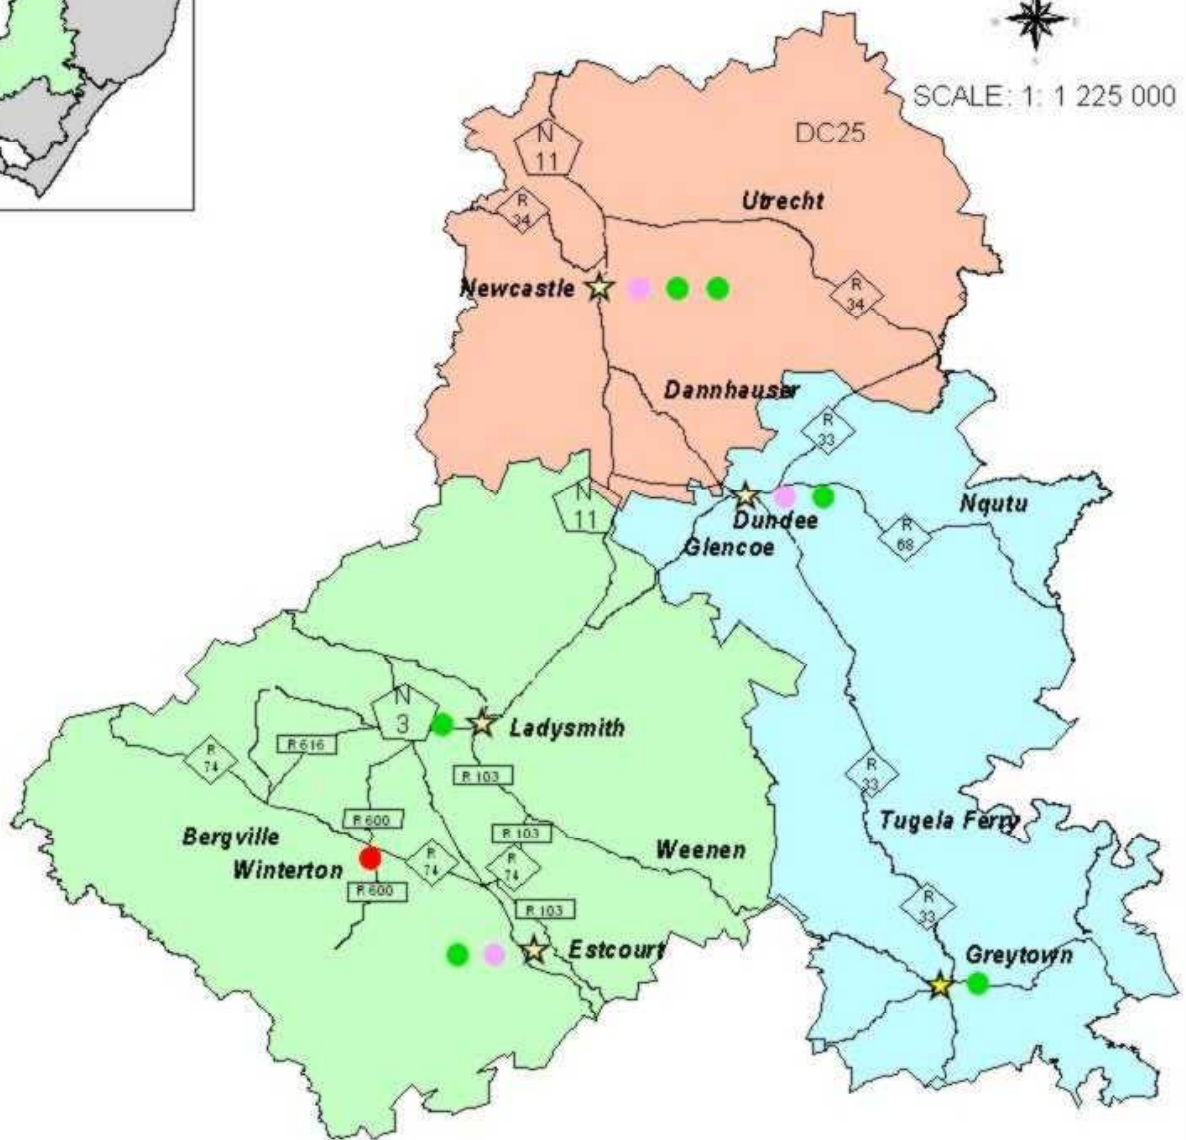 SCALE: 1: 1 225 000
DC25
N
11
Utrecht
R
34
Newcastle
R
34
Dannhauser
R
33
N
11
Dundee
Glencoe
Nqutu
R
68
N
3
Ladysmith
R 616
R
74
R 103
R
33
R 600
Tugela Ferry
Bergville
R 103
Weenen
Winterton
R
74
R
74
R 600
R 103
R
33
Estcourt
Greytown